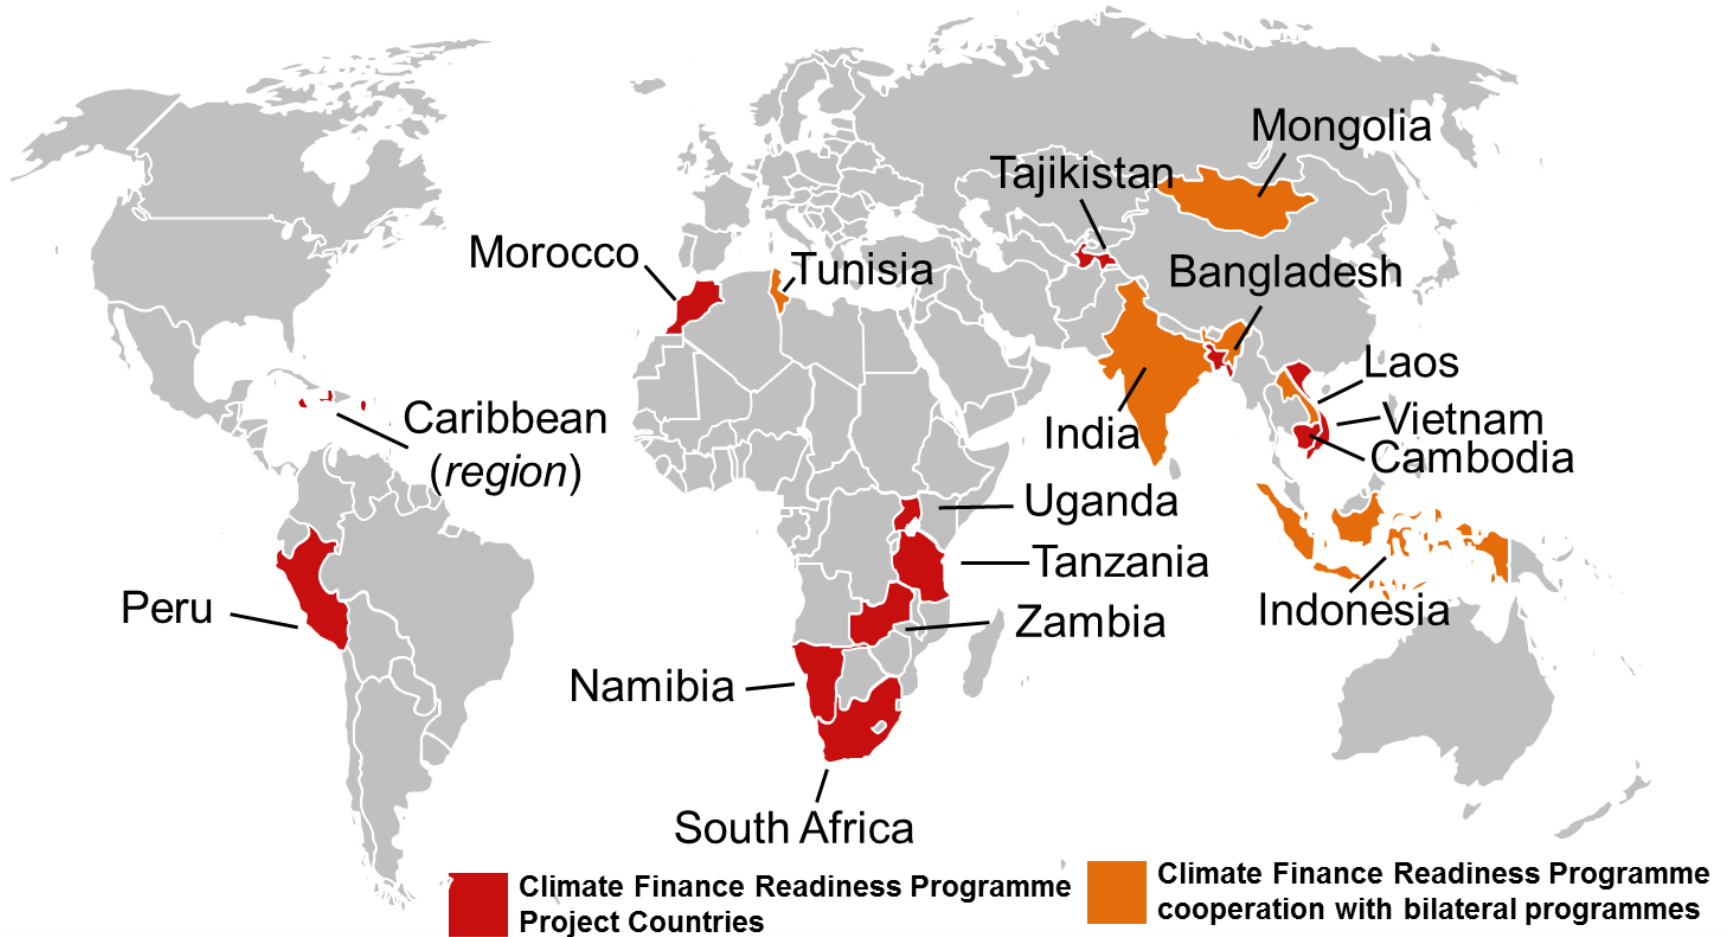 Mongolia
Tajikistan
Morocco
Tunisia
Bangladesh
Laos
Caribbean
(region)
India
Vietnam
Cambodia
Uganda
Tanzania
Peru
Zambia
Indonesia
Namibia
South Africa
Climate Finance Readiness Programme
Project Countries
Climate Finance Readiness Programme
cooperation with bilateral programmes